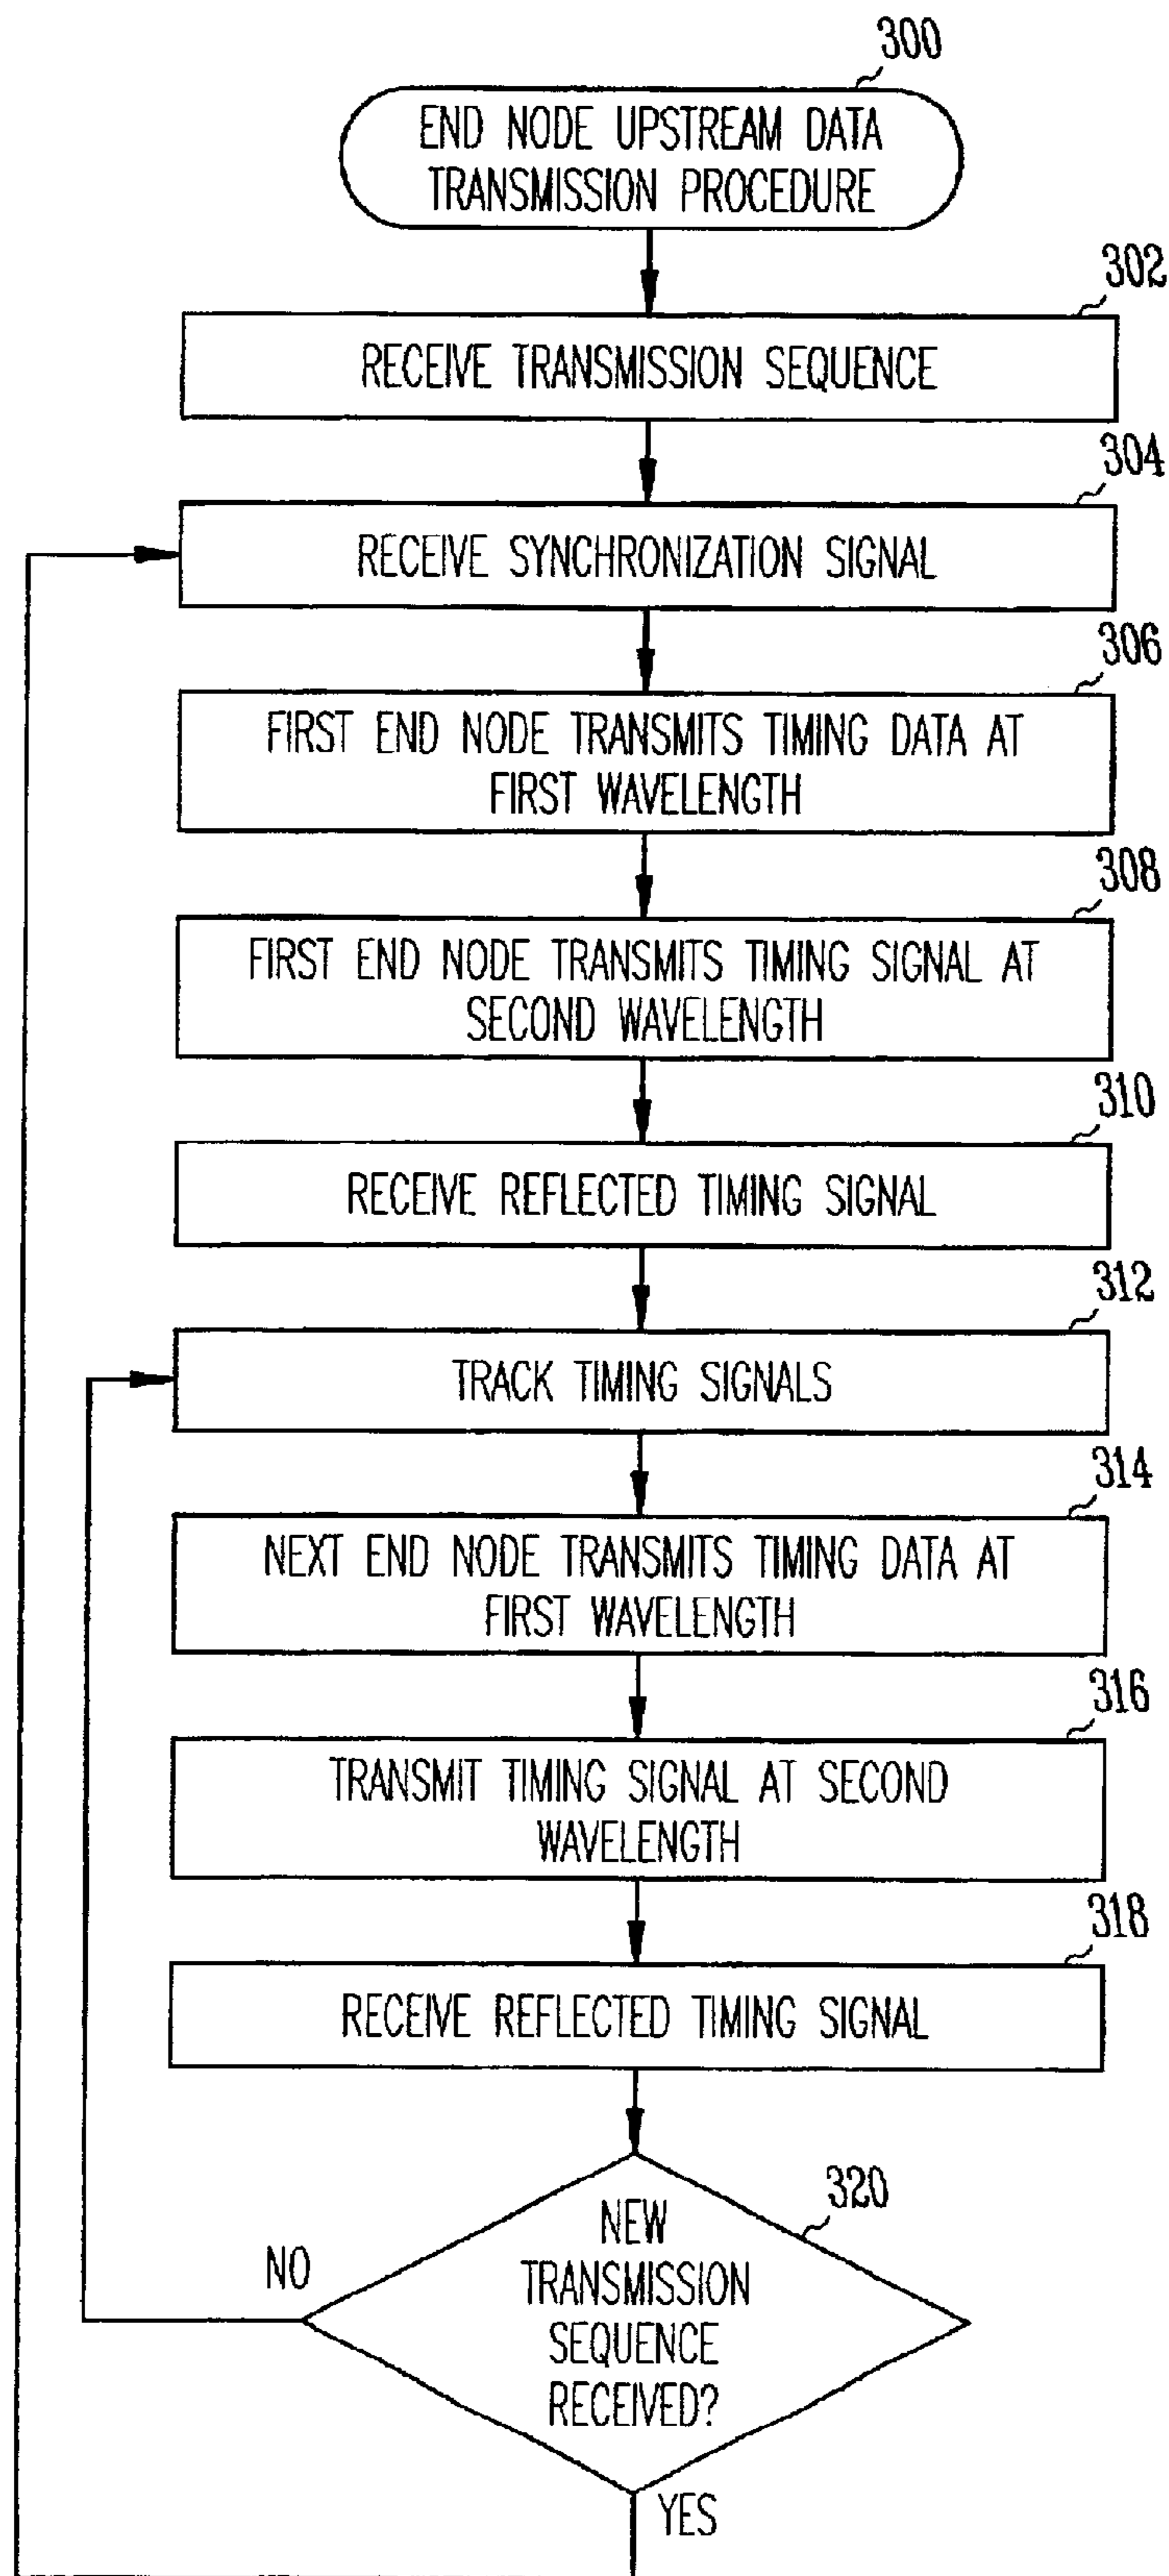 300
END NODE UPSTREAM DATA
TRANSMISSION PROCEDURE
302
RECEIVE TRANSMISSION SEQUENCE
304
RECEIVE SYNCHRONIZATION SIGNAL
306
FIRST END NODE TRANSMITS TIMING DATA AT
FIRST WAVELENGTH
308
FIRST END NODE TRANSMITS TIMING SIGNAL AT
SECOND WAVELENGTH
310
RECEIVE REFLECTED TIMING SIGNAL
312
TRACK TIMING SIGNALS
314
NEXT END NODE TRANSMITS TIMING DATA AT
FIRST WAVELENGTH
316
TRANSMIT TIMING SIGNAL AT SECOND
WAVELENGTH
318
RECEIVE REFLECTED TIMING SIGNAL
320
NEW
TRANSMISSION
SEQUENCE
RECEIVED?
NO
YES